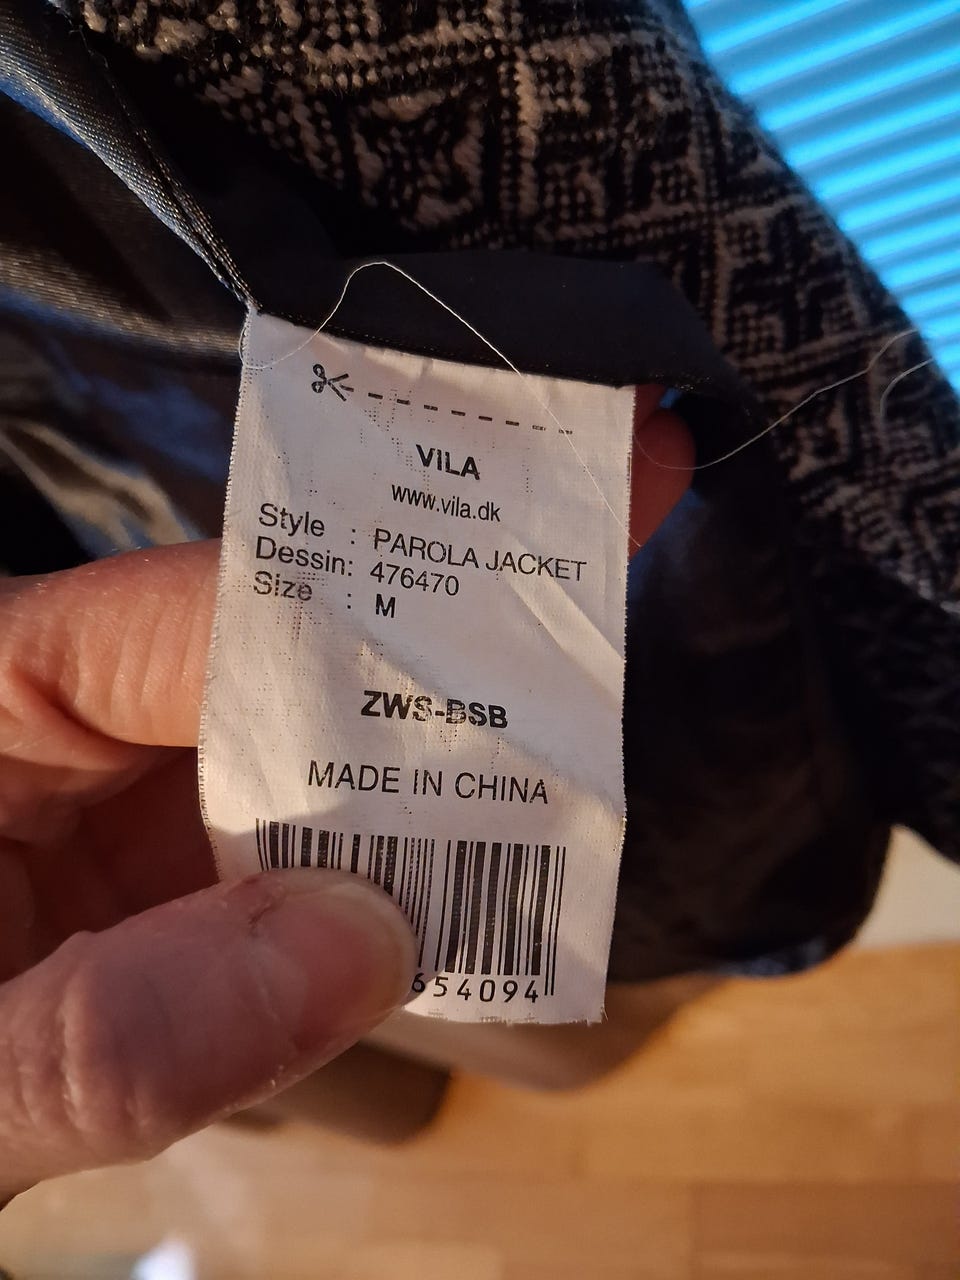 VILA
www.vila.dk
Style : PAROLA JACKET
Dessin: 476470
Size : M
ZWS-BSB
MADE IN CHINA
654094